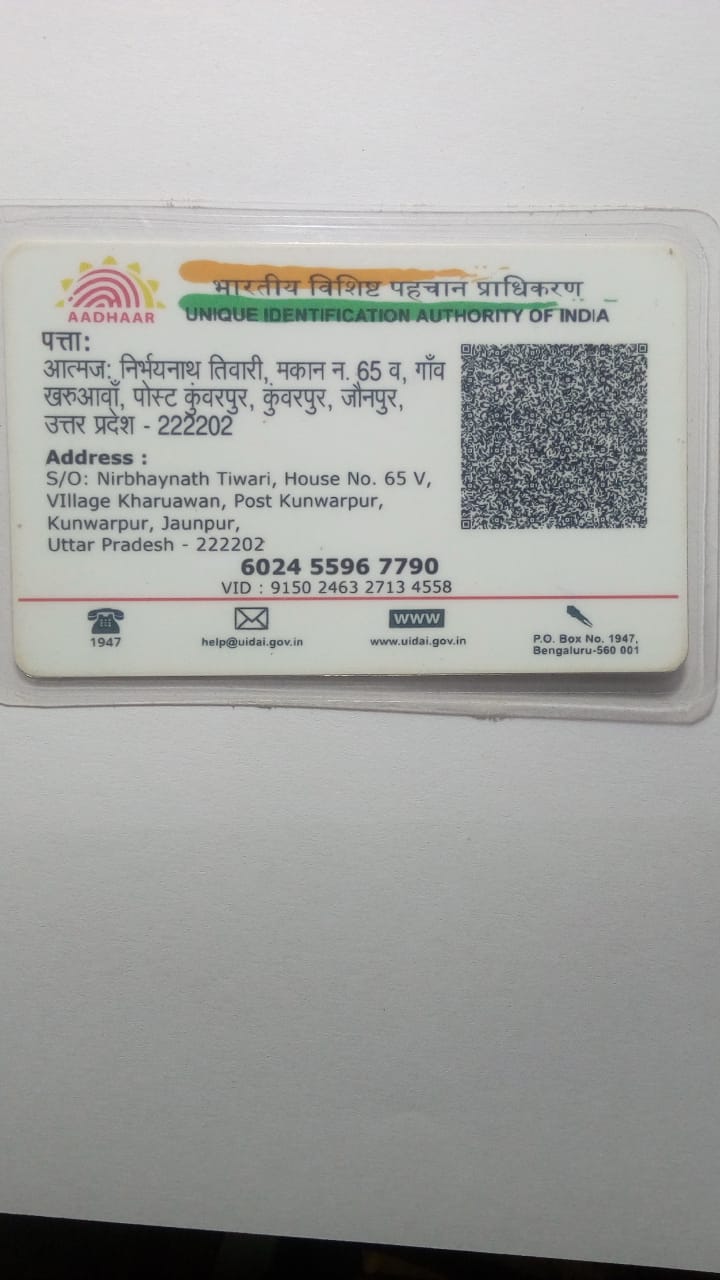 भारतीय विशिष्ट पहचान प्राधिकरण
AADHAAR
UNIQUE IDENTIFICATION AUTHORITY OF INDIA
पत्ता:
आत्मज: निर्भयनाथ तिवारी, मकान न. 65 व, गाँव
खरुआवाँ, पोस्ट कुंवरपुर, कुंवरपुर, जौनपुर,
उत्तर प्रदेश - 222202
Address :
S/O: Nirbhaynath Tiwari, House No. 65 V,
VIllage Kharuawan, Post Kunwarpur,
Kunwarpur, Jaunpur,
Uttar Pradesh - 222202
6024 5596 7790
VID : 9150 2463 2713 4558
1947
help@uidai.gov.in
WWW
www.uidai.gov.in
P.O. Box No. 1947,
Bengaluru-560 001